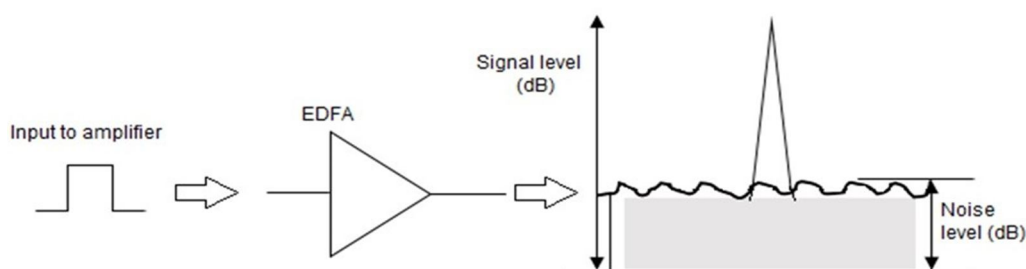 Input to amplifier
EDFA
Signal level
(dB)
Noise
level (dB)